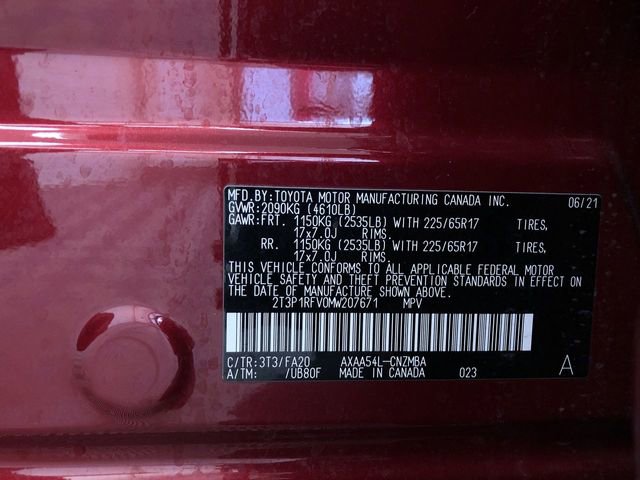 MFD.BY:TOYOTA MOTOR MANUFACTURING CANADA INC. 06/21
GVWR:2090KG (4610LB)
GAWR:FRT. 1150KG (2535LB) WITH 225/65R17 TIRES,
17x7.0J RIMS.
RR. 1150KG (2535LB) WITH 225/65R17 TIRES,
17x7.0J RIMS.
THIS VEHICLE CONFORMS TO ALL APPLICABLE FEDERAL MOTOR
VEHICLE SAFETY AND THEFT PREVENTION STANDARDS IN EFFECT ON
THE DATE OF MANUFACTURE SHOWN ABOVE.
2T3P1RFV0MW207671 MPV
C/TR:3T3/FA20 AXAA54L-CNZMBA A
A/TM: /UB80F MADE IN CANADA 023